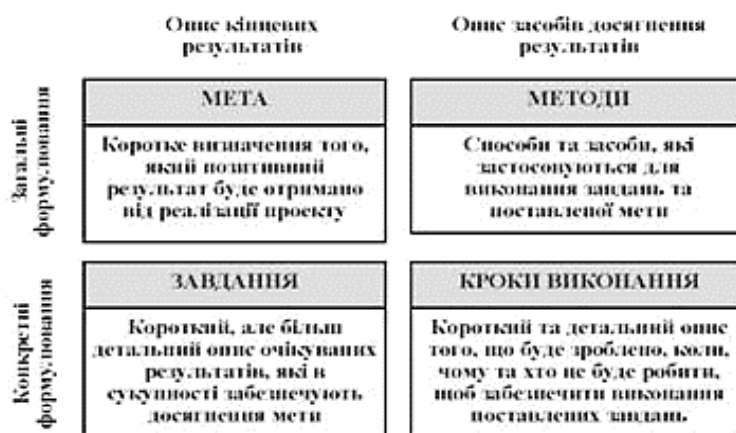 Опис кінцевих
результатів
Опис засобів досягнення
результатів
Загальні
формулювання
МЕТА
Коротке визначення того,
який позитивний
результат буде отримано
від реалізації проекту
МЕТОДИ
Способи та засоби, які
застосовуються для
виконання завдань та
поставленої мети
Конкретні
формулювання
ЗАВДАННЯ
Короткий, але більш
детальний опис очікуваних
результатів, які в
сукупності забезпечують
досягнення мети
КРОКИ ВИКОНАННЯ
Короткий та детальний опис
того, що буде зроблено, коли,
чому та хто це буде робити,
щоб забезпечити виконання
поставлених завдань.